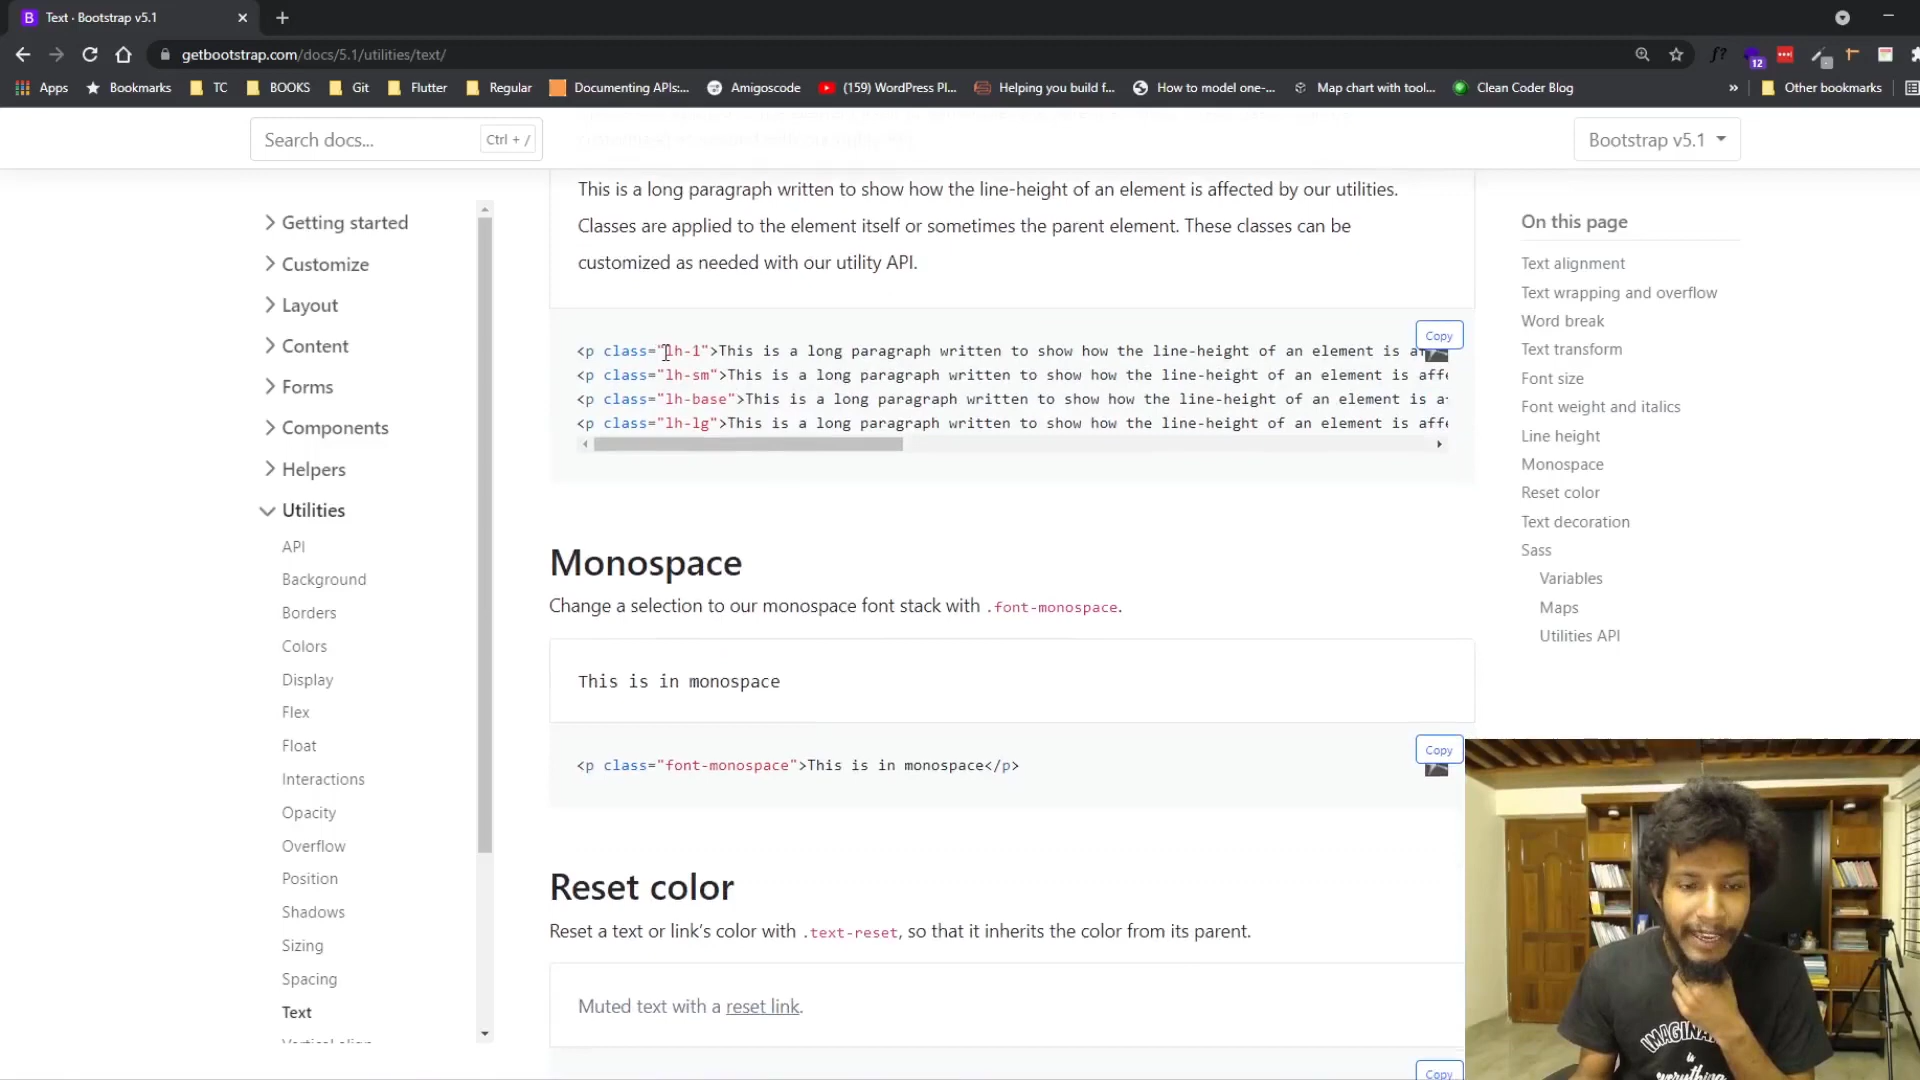 Text · Bootstrap v5.1
getbootstrap.com/docs/5.1/utilities/text/
12
Apps
Bookmarks
TC
BOOKS
Git
Flutter
Regular
Documenting APIs:...
Amigoscode
(159) WordPress Pl...
Helping you build f...
How to model one-...
Map chart with tool...
Clean Coder Blog
»
Other bookmarks
Search docs...
Ctrl + /
Bootstrap v5.1
Getting started
Customize
Layout
Content
Forms
Components
Helpers
Utilities
API
Background
Borders
Colors
Display
Flex
Float
Interactions
Opacity
Overflow
Position
Shadows
Sizing
Spacing
Text
Vertical align
This is a long paragraph written to show how the line-height of an element is affected by our utilities.
Classes are applied to the element itself or sometimes the parent element. These classes can be
customized as needed with our utility API.
Copy
<p class="lh-1">This is a long paragraph written to show how the line-height of an element is a
<p class="lh-sm">This is a long paragraph written to show how the line-height of an element is affe
<p class="lh-base">This is a long paragraph written to show how the line-height of an element is a
<p class="lh-lg">This is a long paragraph written to show how the line-height of an element is affe
Monospace
Change a selection to our monospace font stack with .font-monospace.
This is in monospace
Copy
<p class="font-monospace">This is in monospace</p>
Reset color
Reset a text or link's color with .text-reset, so that it inherits the color from its parent.
Muted text with a reset link.
Copy
On this page
Text alignment
Text wrapping and overflow
Word break
Text transform
Font size
Font weight and italics
Line height
Monospace
Reset color
Text decoration
Sass
Variables
Maps
Utilities API
IMAGINA
is
everything